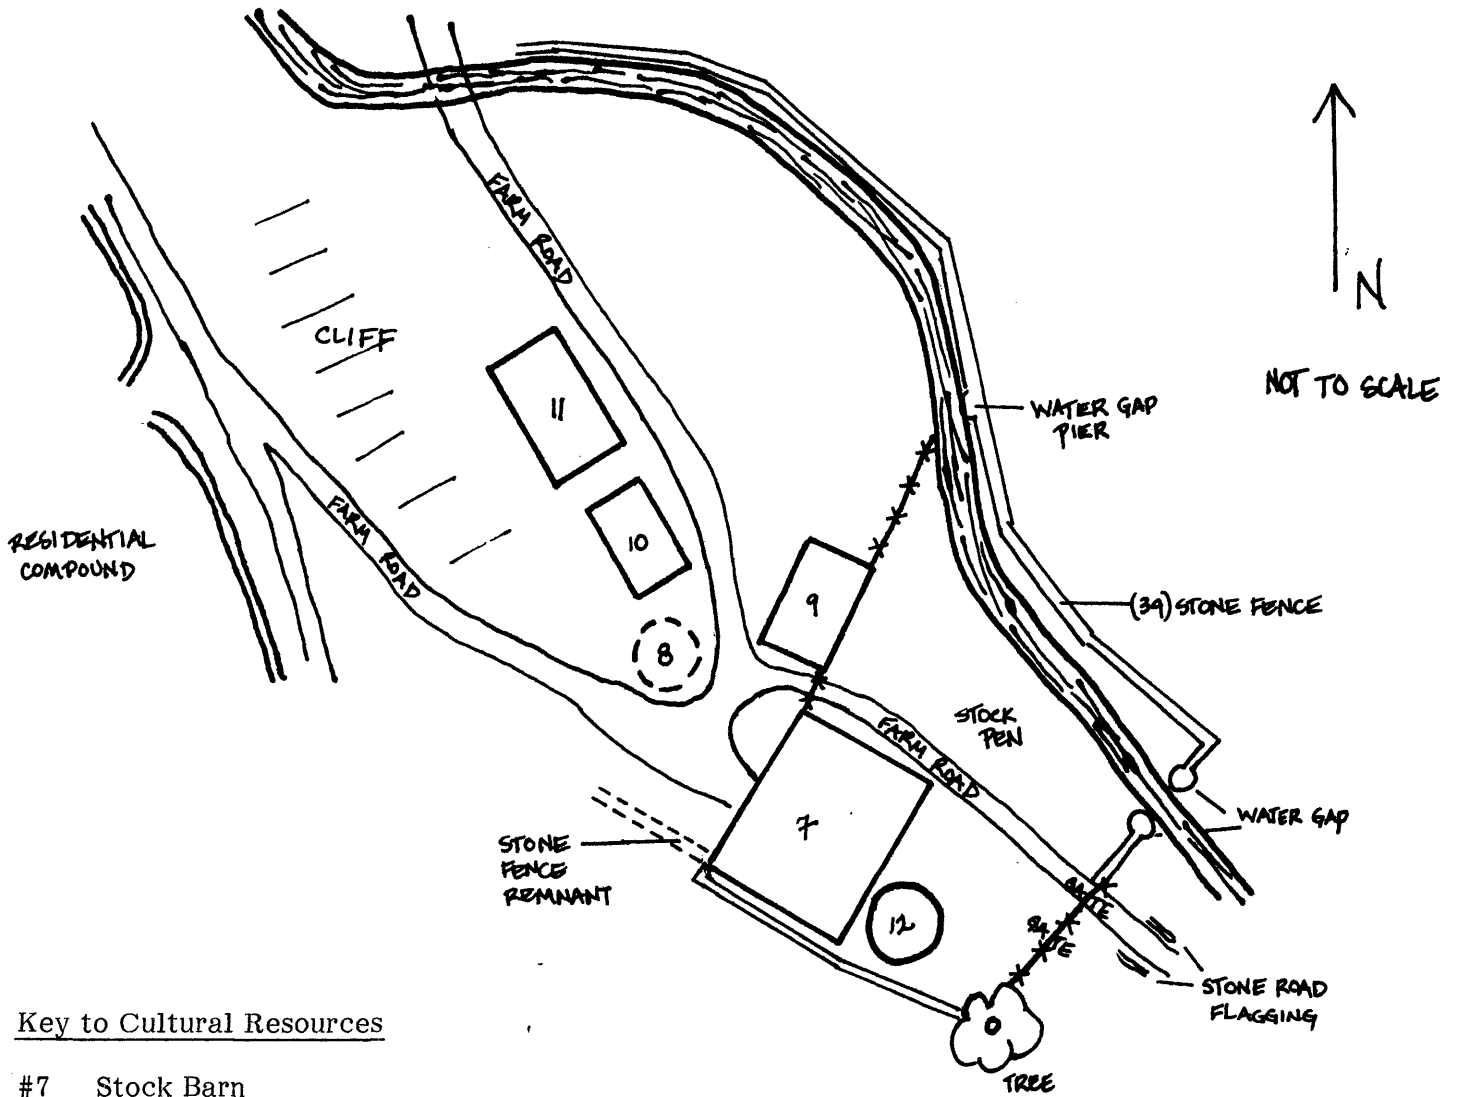 FARM ROAD
N
CLIFF
NOT TO SCALE
11
WATER GAP
PIER
FARM ROAD
RESIDENTIAL
COMPOUND
10
9
(34) STONE FENCE
8
STOCK
PEN
FARM ROAD
7
WATER GAP
STONE
FENCE
REMNANT
GATE
12
GATE
STONE ROAD
FLAGGING
TREE
Key to Cultural Resources
#7 Stock Barn